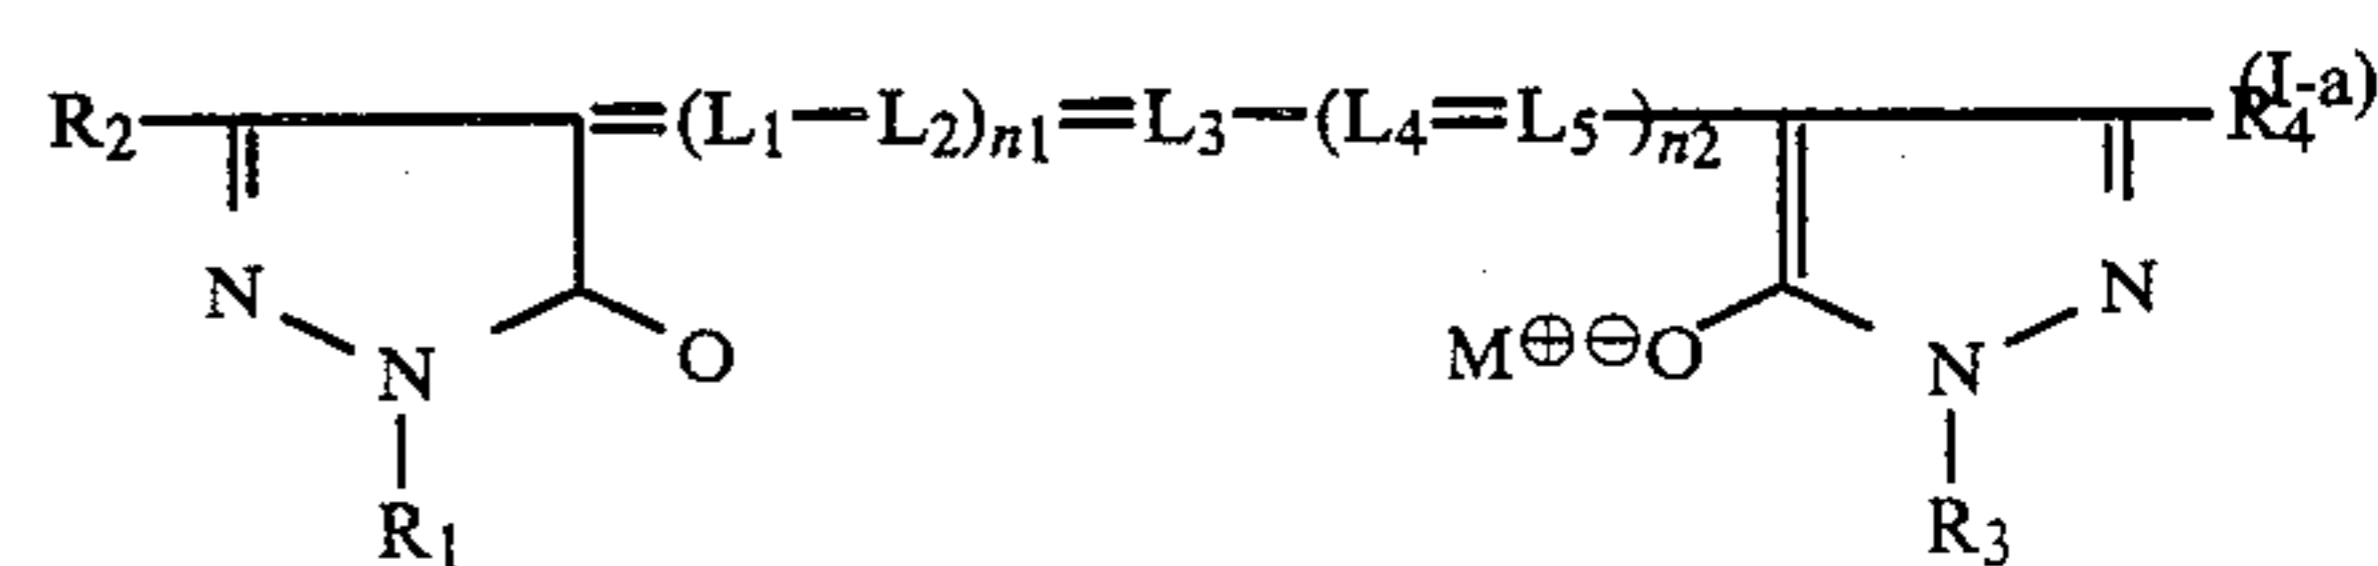 R2 =(L1—L2)n1=L3—(L4=L5)n2 R4 (I-a)
N N
N O M⊕⊖O N
R1 R3